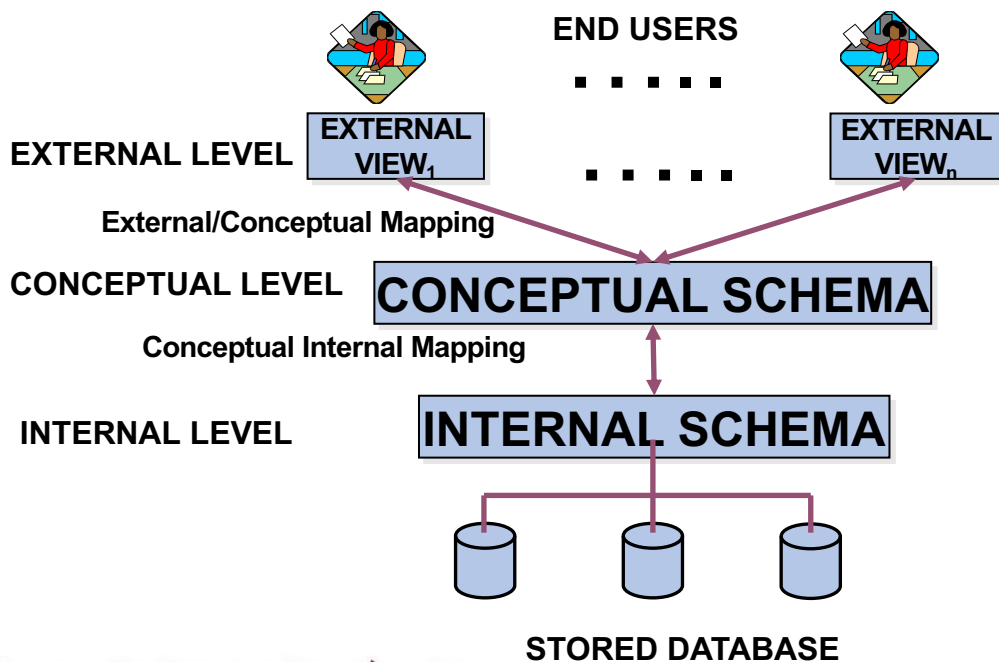 END USERS
EXTERNAL LEVEL
EXTERNAL
VIEW₁
EXTERNAL
VIEWₙ
External/Conceptual Mapping
CONCEPTUAL LEVEL
CONCEPTUAL SCHEMA
Conceptual Internal Mapping
INTERNAL LEVEL
INTERNAL SCHEMA
STORED DATABASE